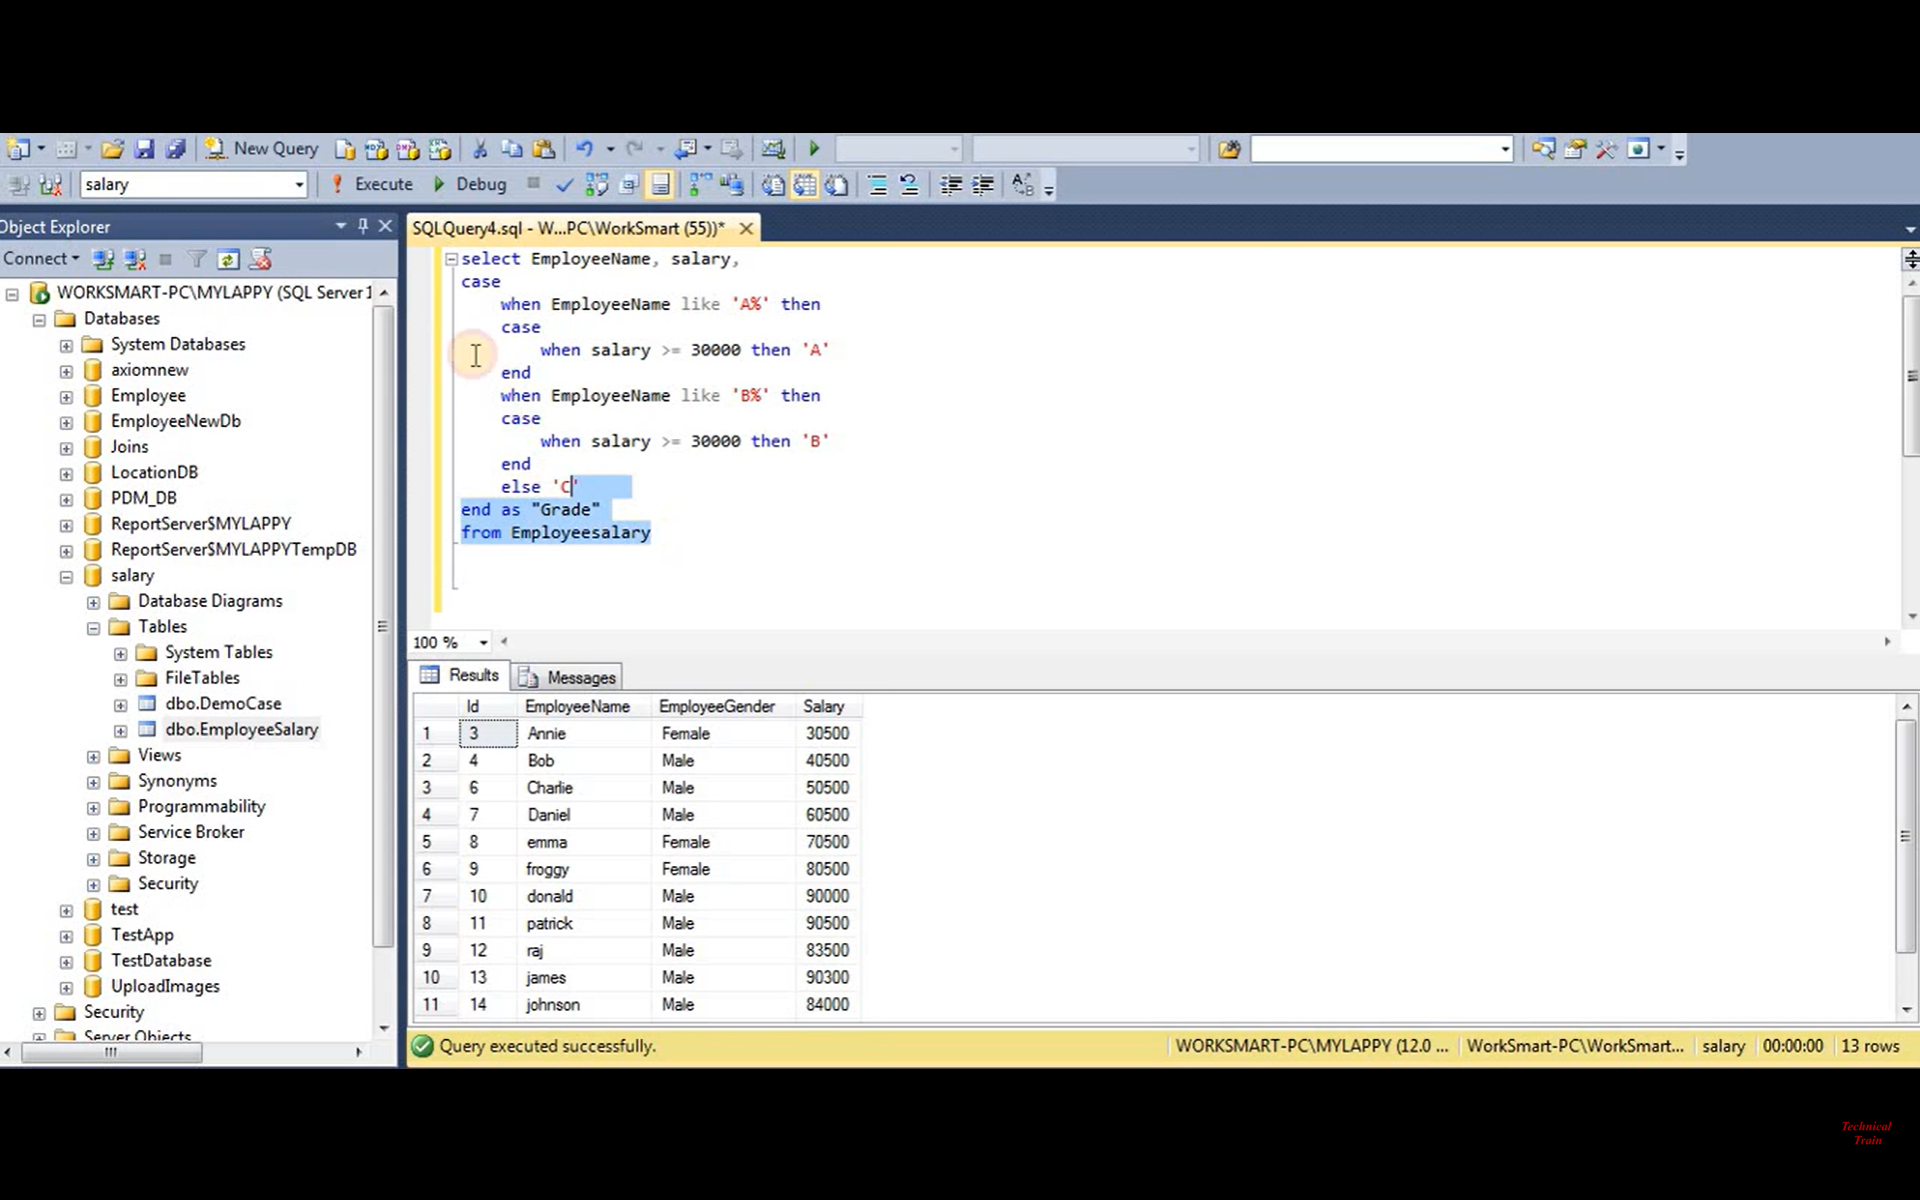 New Query
salary
Execute
Debug
Object Explorer
SQLQuery4.sql - W...PC\WorkSmart (55))*
Connect
WORKSMART-PC\MYLAPPY (SQL Server 1
Databases
System Databases
axiomnew
Employee
EmployeeNewDb
Joins
LocationDB
PDM_DB
ReportServer$MYLAPPY
ReportServer$MYLAPPYTempDB
salary
Database Diagrams
Tables
System Tables
FileTables
dbo.DemoCase
dbo.EmployeeSalary
Views
Synonyms
Programmability
Service Broker
Storage
Security
test
TestApp
TestDatabase
UploadImages
Security
Server Objects
select EmployeeName, salary,
case
when EmployeeName like 'A%' then
case
when salary >= 30000 then 'A'
end
when EmployeeName like 'B%' then
case
when salary >= 30000 then 'B'
end
else 'C'
end as "Grade"
from Employeesalary
100 %
Results Messages
Id EmployeeName EmployeeGender Salary
1 3 Annie Female 30500
2 4 Bob Male 40500
3 6 Charlie Male 50500
4 7 Daniel Male 60500
5 8 emma Female 70500
6 9 froggy Female 80500
7 10 donald Male 90000
8 11 patrick Male 90500
9 12 raj Male 83500
10 13 james Male 90300
11 14 johnson Male 84000
Query executed successfully. WORKSMART-PC\MYLAPPY (12.0 ... WorkSmart-PC\WorkSmart... salary 00:00:00 13 rows
Technical
Train